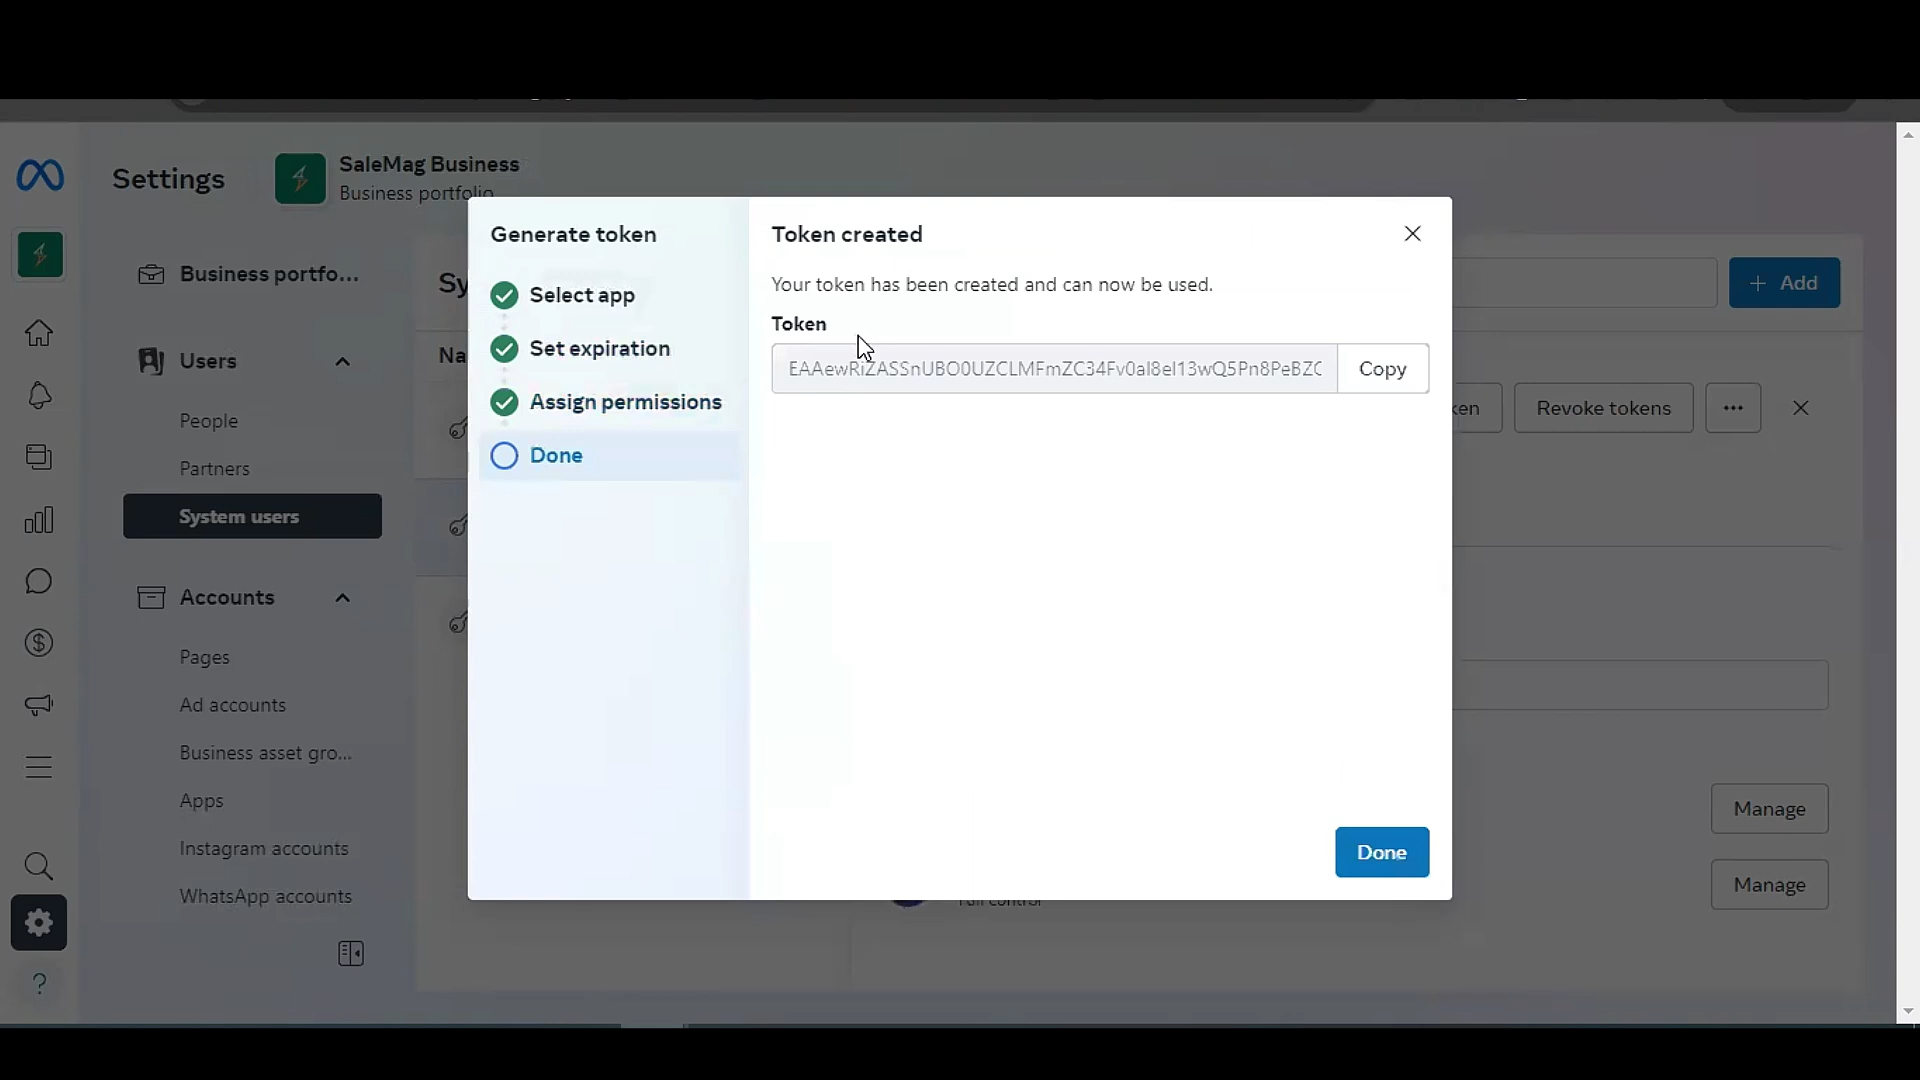 Settings
SaleMag Business
Business portfolio
Business portfo...
Users
People
Partners
System users
Accounts
Pages
Ad accounts
Business asset gro...
Apps
Instagram accounts
WhatsApp accounts
?
Sy
Na
Generate token
Select app
Set expiration
Assign permissions
Done
Token created
Your token has been created and can now be used.
Token
Copy
Done
+ Add
ken
Revoke tokens
...
Manage
Manage
Full control